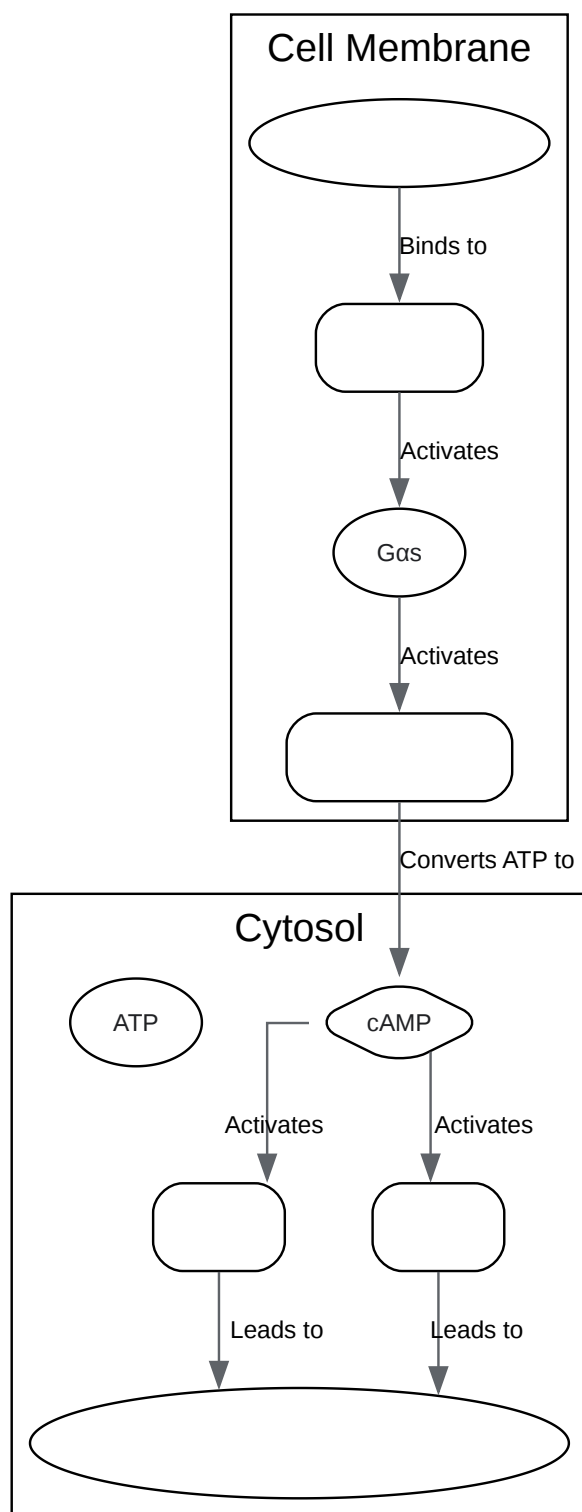 Cell Membrane
Binds to
Activates
Gαs
Activates
Converts ATP to
Cytosol
ATP
cAMP
Activates
Activates
Leads to
Leads to